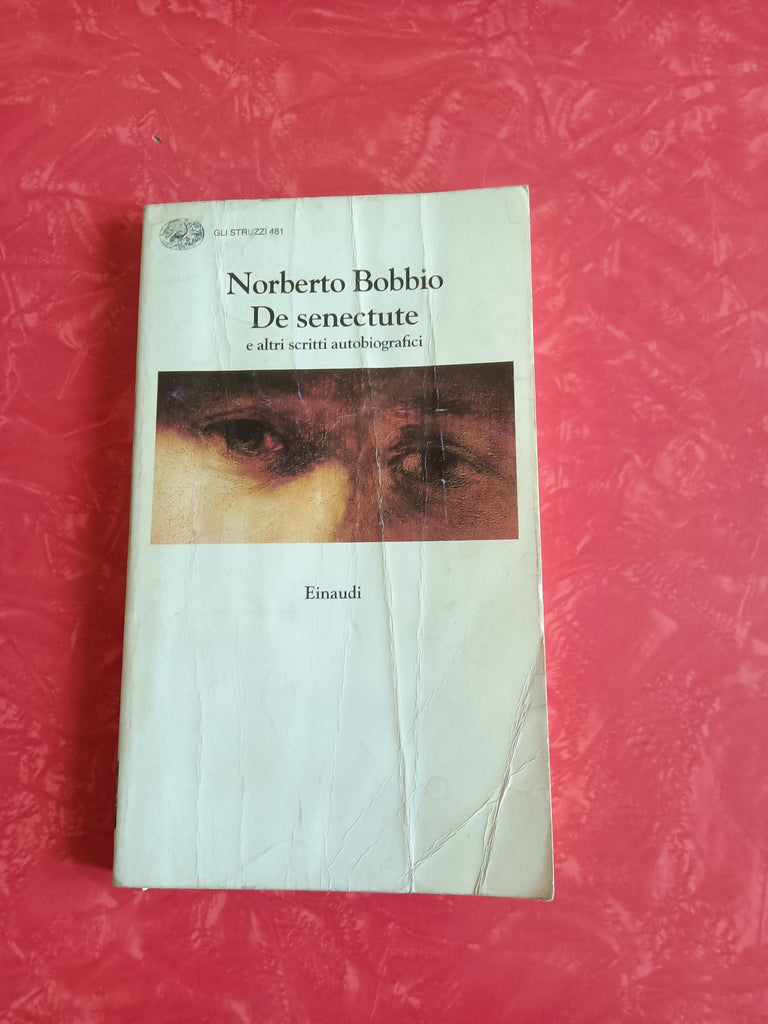 GLI STRUZZI 481
Norberto Bobbio
De senectute
e altri scritti autobiografici
Einaudi